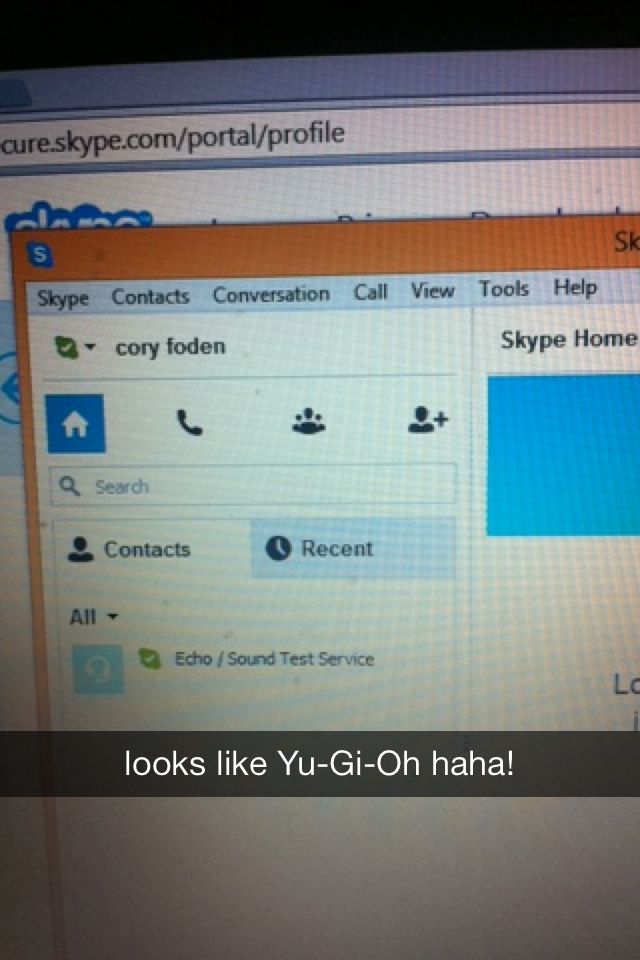 cure.skype.com/portal/profile
skype
Sk
Skype Contacts Conversation Call View Tools Help
cory foden
Skype Home
Search
Contacts
Recent
All
Echo / Sound Test Service
Lo
looks like Yu-Gi-Oh haha!